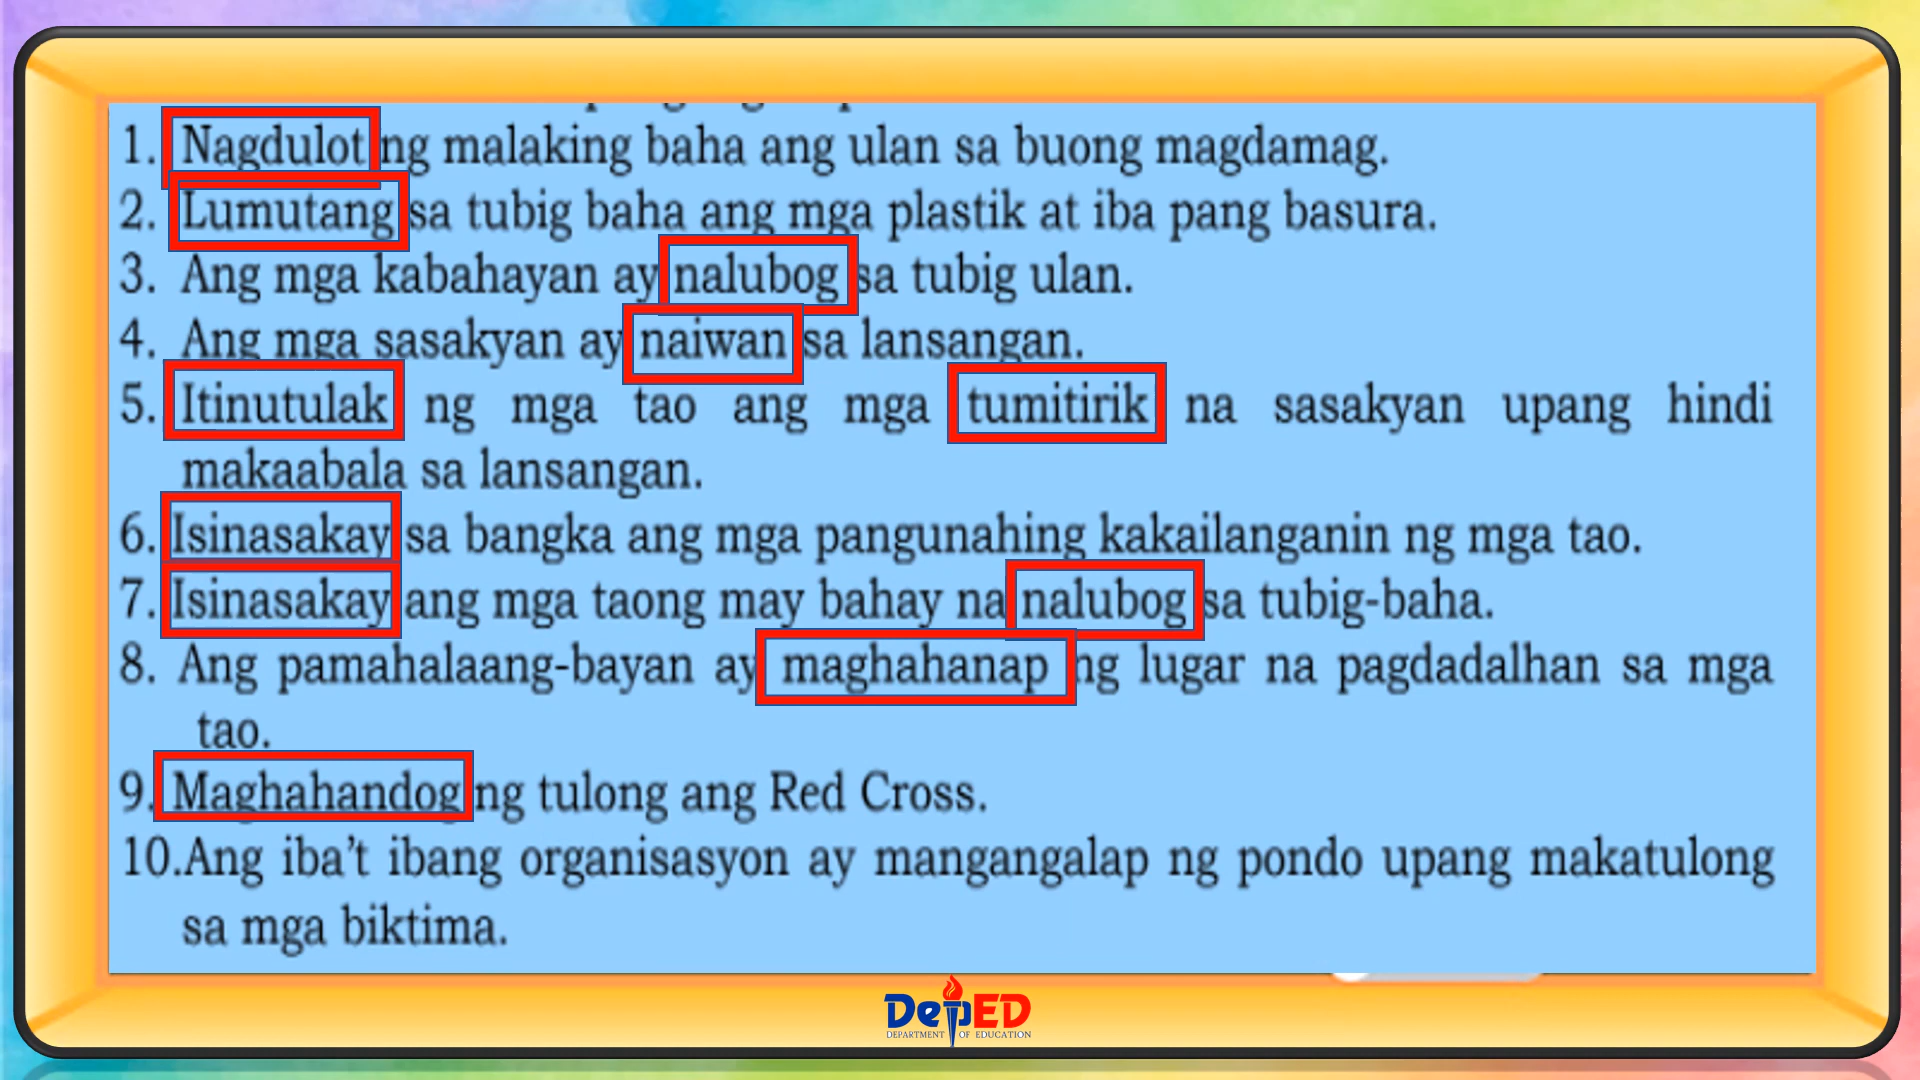 1. Nagdulot ng malaking baha ang ulan sa buong magdamag.
2. Lumutang sa tubig baha ang mga plastik at iba pang basura.
3. Ang mga kabahayan ay nalubog sa tubig ulan.
4. Ang mga sasakyan ay naiwan sa lansangan.
5. Itinutulak ng mga tao ang mga tumitirik na sasakyan upang hindi
makaabala sa lansangan.
6. Isinasakay sa bangka ang mga pangunahing kakailanganin ng mga tao.
7. Isinasakay ang mga taong may bahay na nalubog sa tubig-baha.
8. Ang pamahalaang-bayan ay maghahanap ng lugar na pagdadalhan sa mga
tao.
9. Maghahandog ng tulong ang Red Cross.
10.Ang iba’t ibang organisasyon ay mangangalap ng pondo upang makatulong
sa mga biktima.
DepED
DEPARTMENT OF EDUCATION